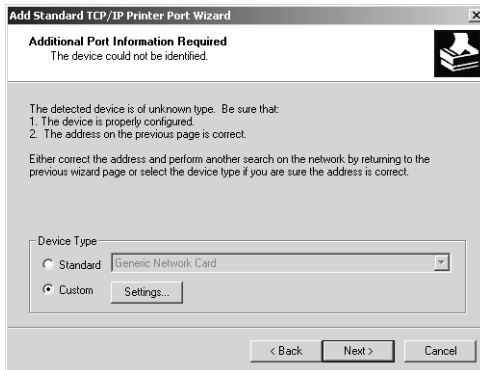 Add Standard TCP/IP Printer Port Wizard
Additional Port Information Required
The device could not be identified.
The detected device is of unknown type. Be sure that:
1. The device is properly configured.
2. The address on the previous page is correct.
Either correct the address and perform another search on the network by returning to the
previous wizard page or select the device type if you are sure the address is correct.
Device Type
Standard Generic Network Card
Custom Settings...
< Back Next > Cancel